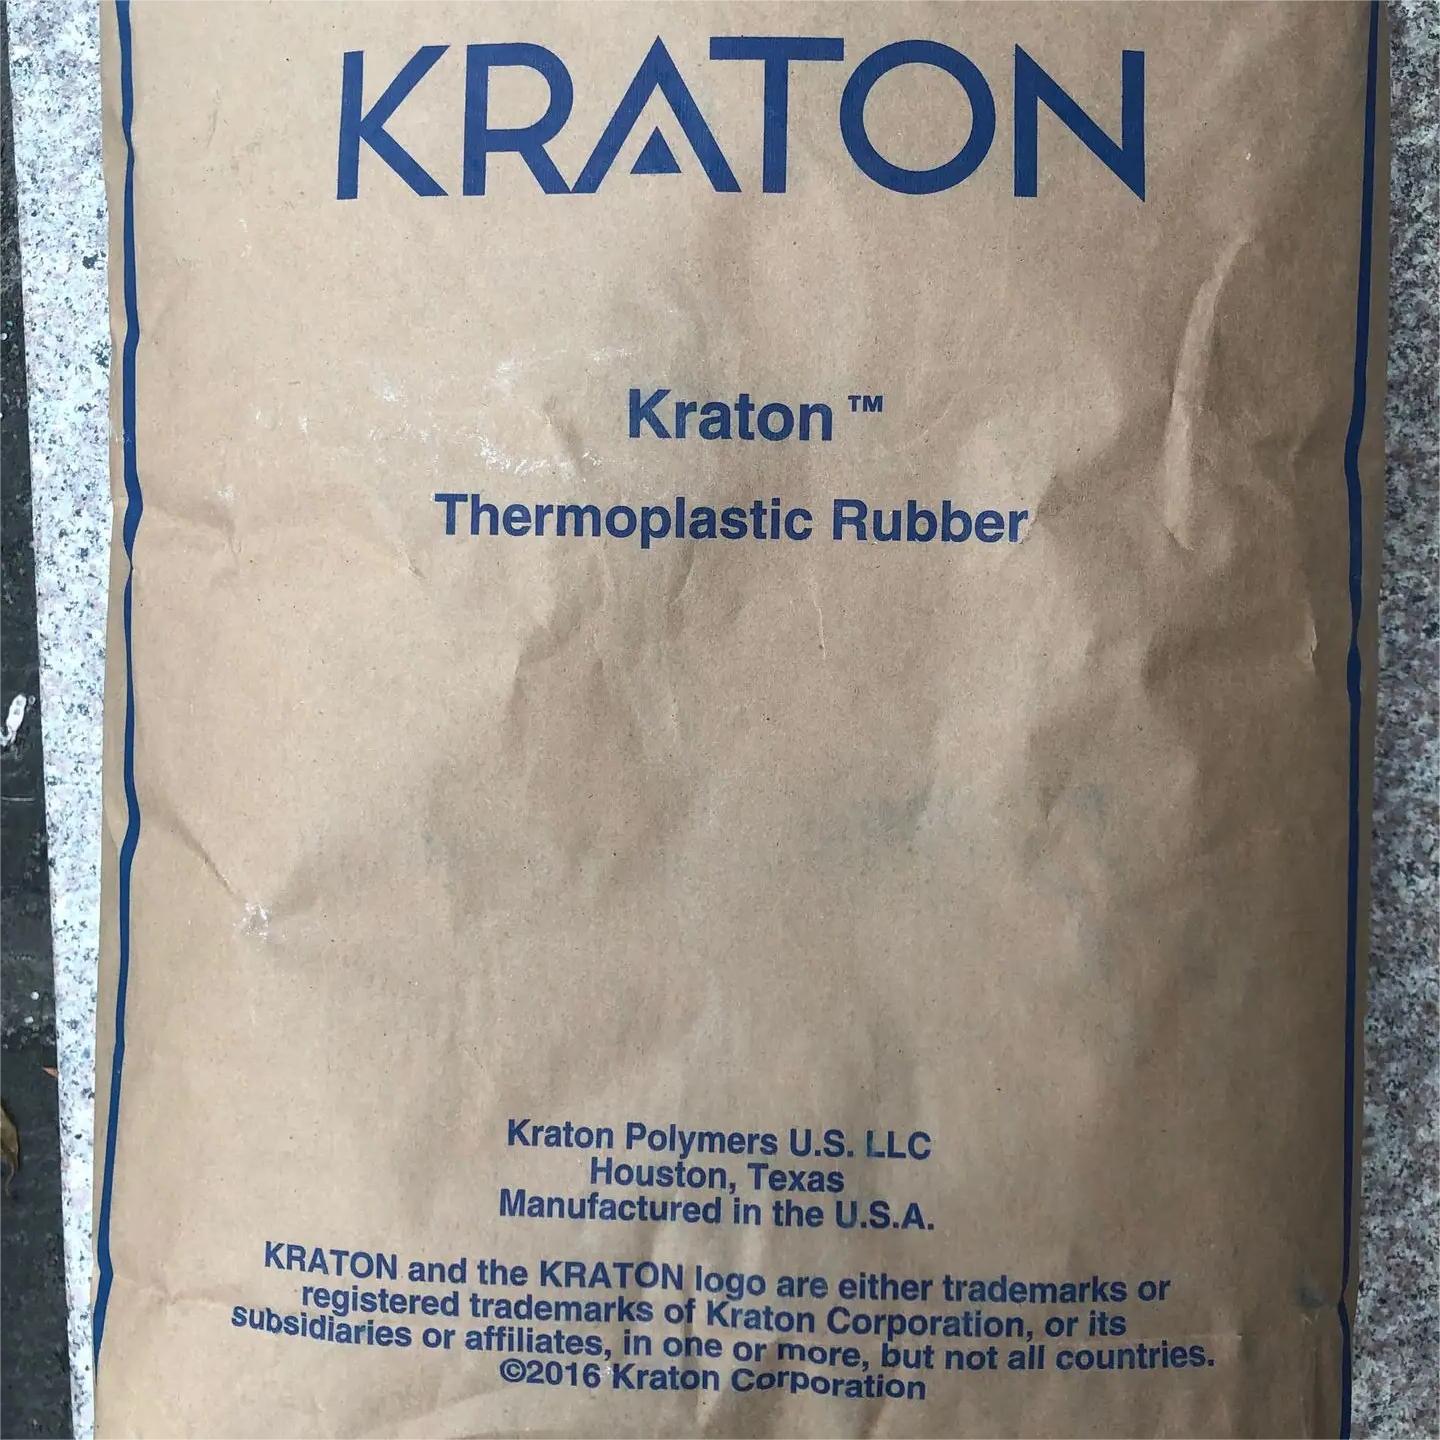 KRATON
Kraton™
Thermoplastic Rubber
Kraton Polymers U.S. LLC
Houston, Texas
Manufactured in the U.S.A.
KRATON and the KRATON logo are either trademarks or
registered trademarks of Kraton Corporation, or its
subsidiaries or affiliates, in one or more, but not all countries.
©2016 Kraton Corporation